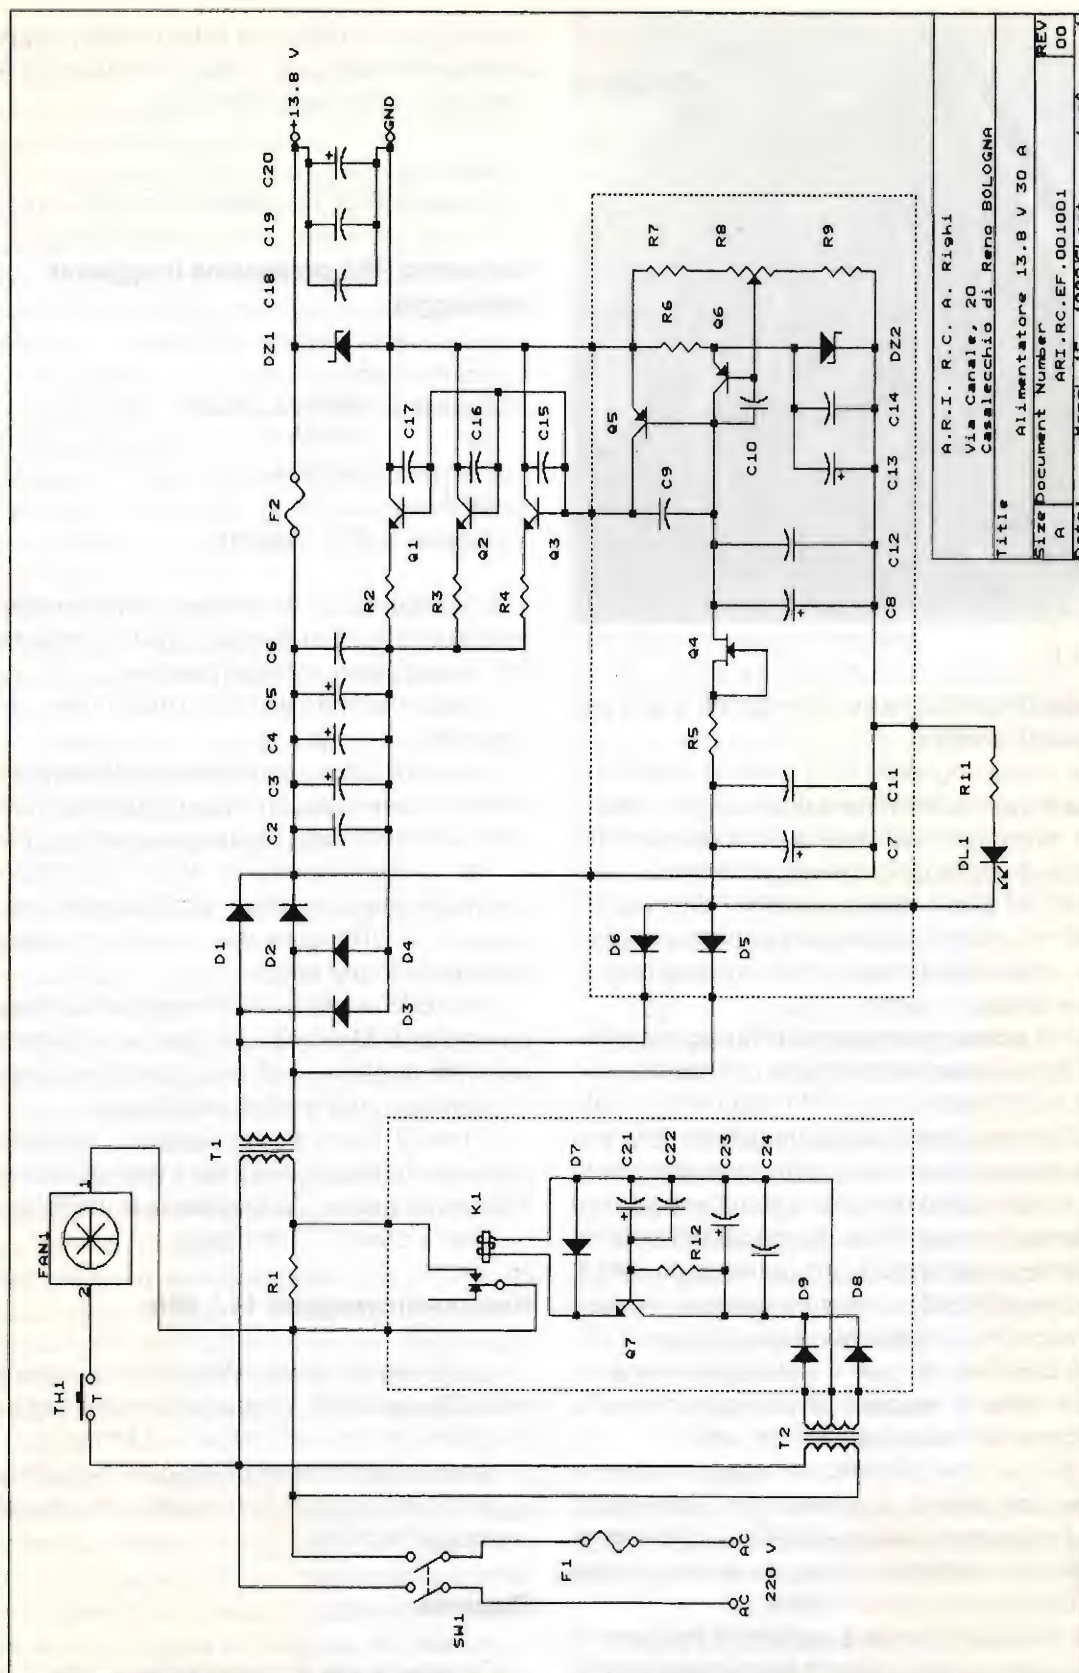 FAN1
1
2
TH1
T
T1
R1
K1
D7
C21
C22
C23
C24
R12
Q7
D9
D8
T2
SW1
F1
AC
AC
220 V
D1
D2
D3
D4
C2
C3
C4
C5
C6
F2
R2
R3
R4
Q1
Q2
Q3
C17
C16
C15
DZ1
C18
C19
C20
+13.8 V
GND
D6
D5
C7
C11
R5
Q4
C8
C12
C9
Q5
C10
Q6
R6
R7
R8
R9
C13
C14
DZ2
DL1
R11
A.R.I. R.C. A. Righi
Via Canale, 20
Casalecchio di Reno BOLOGNA
Title
Alimentatore 13.8 V 30 A
Size
Document Number
REV
A
ARI.RC.EF.001001
00